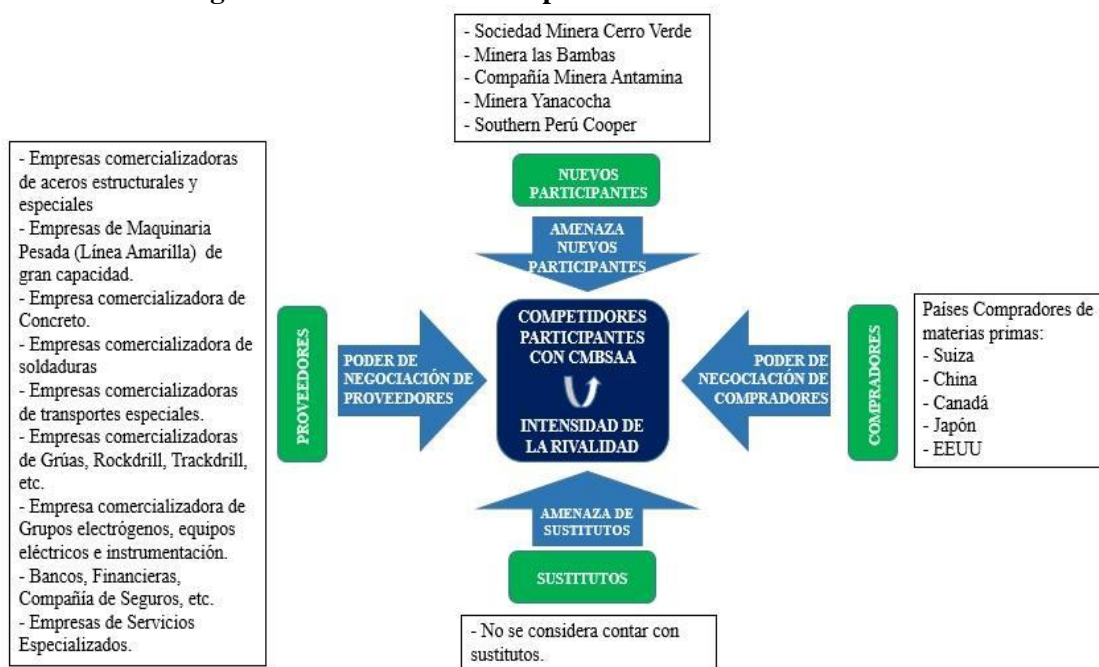 - Sociedad Minera Cerro Verde
- Minera las Bambas
- Compañía Minera Antamina
- Minera Yanacocha
- Southern Perú Cooper
NUEVOS
PARTICIPANTES
AMENAZA
NUEVOS
PARTICIPANTES
- Empresas comercializadoras
de aceros estructurales y
especiales
- Empresas de Maquinaria
Pesada (Línea Amarilla) de
gran capacidad.
- Empresa comercializadora de
Concreto.
- Empresas comercializadora de
soldaduras
- Empresas comercializadoras
de transportes especiales.
- Empresas comercializadoras
de Grúas, Rockdrill, Trackdrill,
etc.
- Empresa comercializadora de
Grupos electrógenos, equipos
eléctricos e instrumentación.
- Bancos, Financieras,
Compañía de Seguros, etc.
- Empresas de Servicios
Especializados.
PROVEEDORES
PODER DE
NEGOCIACIÓN DE
PROVEEDORES
COMPETIDORES
PARTICIPANTES
CON CMBSAA
INTENSIDAD DE
LA RIVALIDAD
PODER DE
NEGOCIACIÓN DE
COMPRADORES
COMPRADORES
Países Compradores de
materias primas:
- Suiza
- China
- Canadá
- Japón
- EEUU
AMENAZA DE
SUSTITUTOS
SUSTITUTOS
- No se considera contar con
sustitutos.